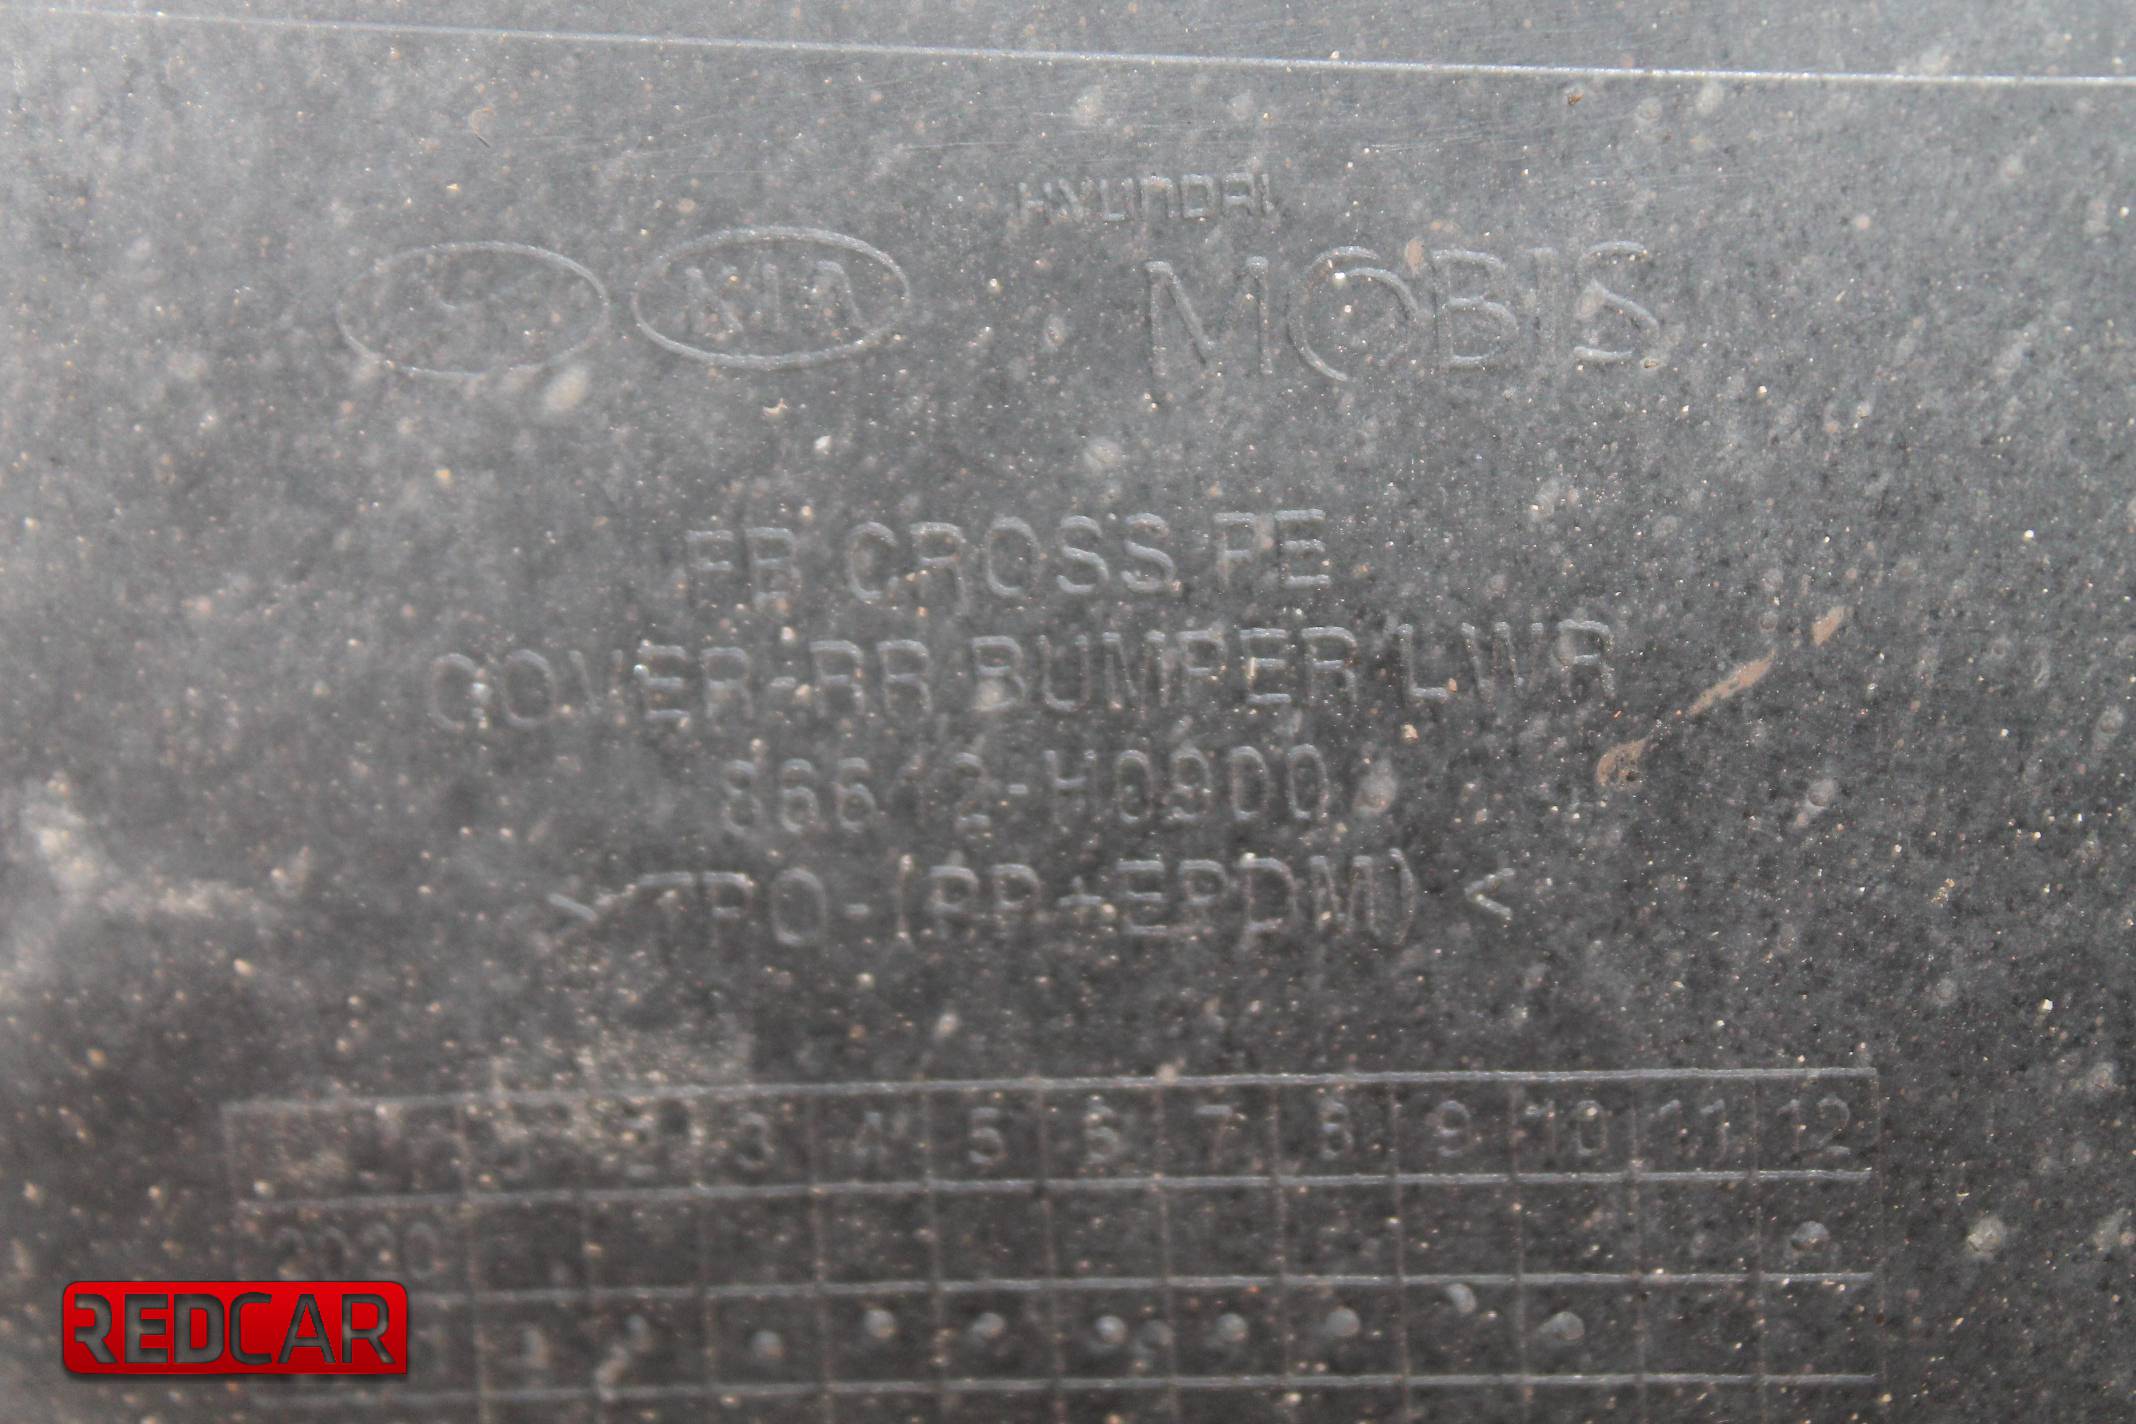 HYUNDAI
KIA MOBIS
FB CROSS PE
COVER-RR BUMPER LWR
86612-H0900
>TPO-(PP+EPDM)<
2 3 4 5 6 7 8 9 10 11 12
2020
REDCAR